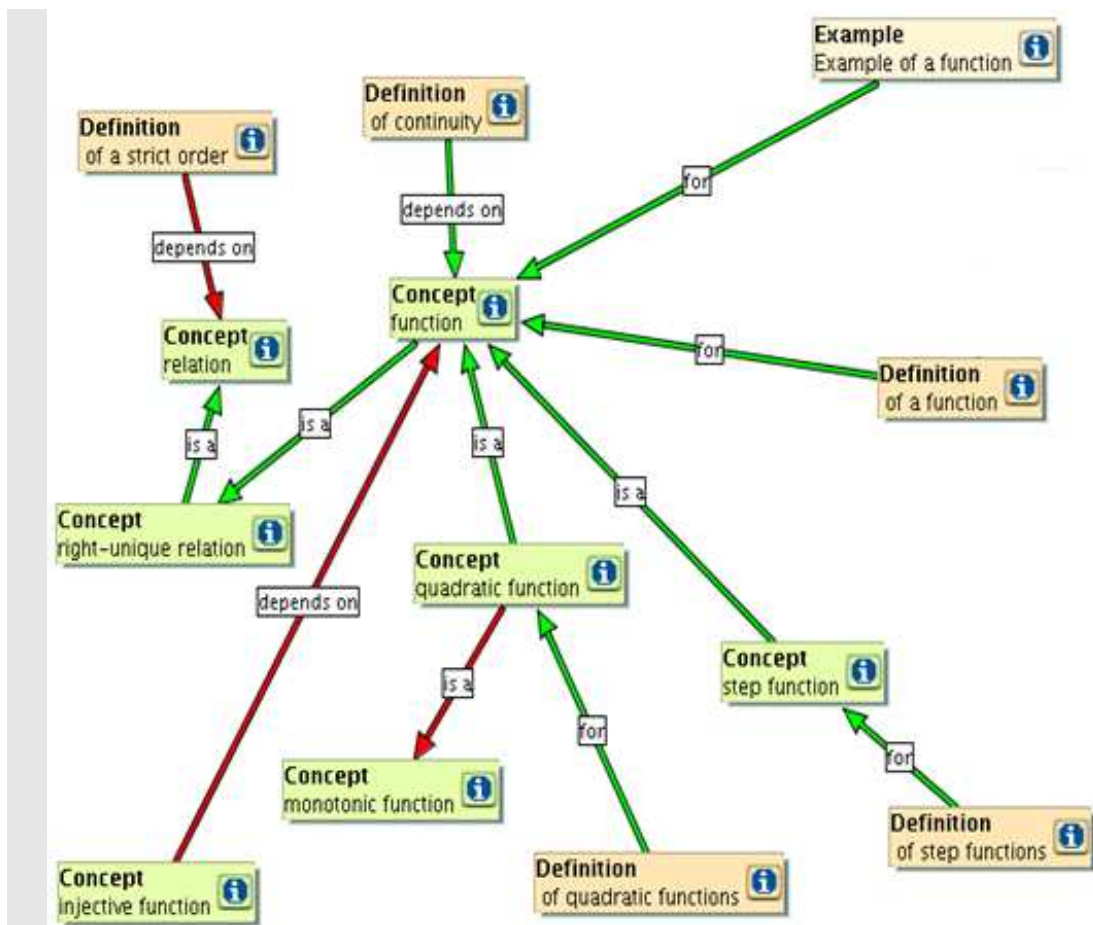 Example
Example of a function
Definition
of continuity
Definition
of a strict order
for
depends on
depends on
Concept
function
Concept
relation
for
Definition
of a function
is a
is a
is a
is a
Concept
right-unique relation
Concept
quadratic function
depends on
Concept
step function
is a
for
for
Concept
monotonic function
Definition
of step functions
Definition
of quadratic functions
Concept
injective function